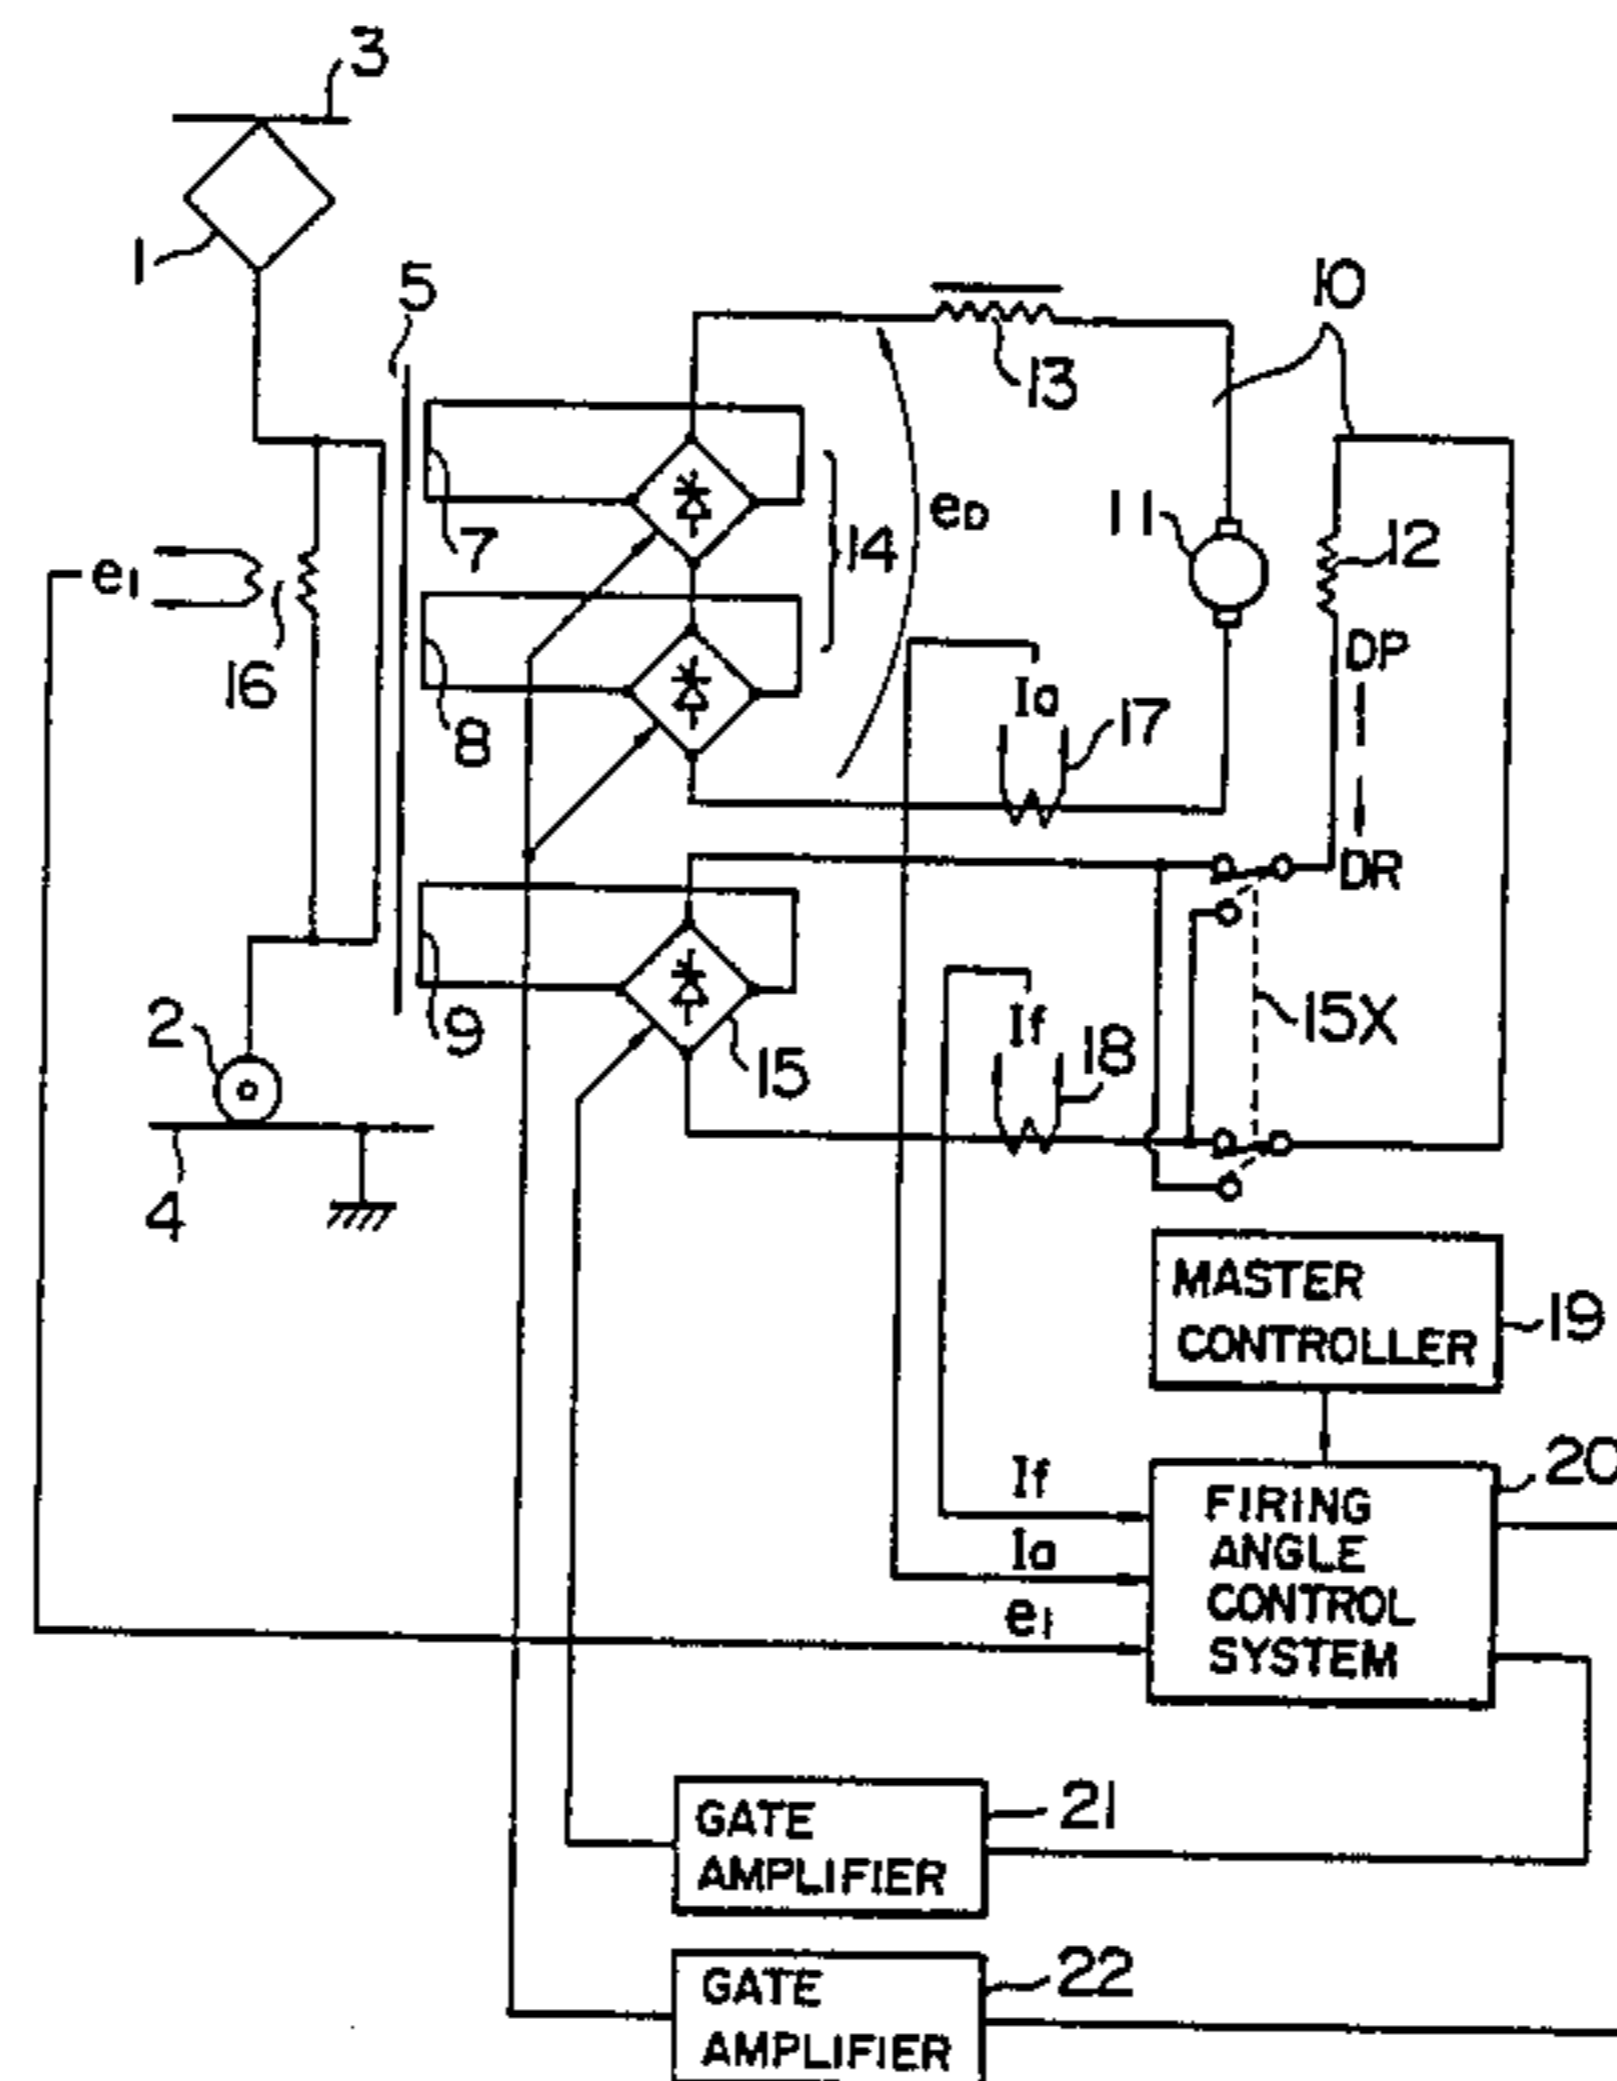 3
1
5
10
13
e1
16
7
14
eD
11
12
8
Ia
17
DP
DR
9
15
If
18
15X
2
4
MASTER
CONTROLLER
19
If
Ia
e1
FIRING
ANGLE
CONTROL
SYSTEM
20
GATE
AMPLIFIER
21
GATE
AMPLIFIER
22